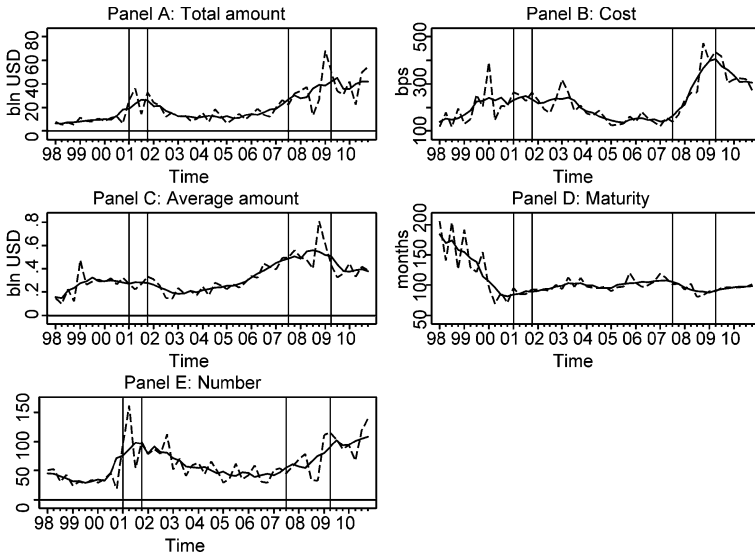 Panel A: Total amount
bln USD
0 20 40 60 80
98 99 00 01 02 03 04 05 06 07 08 09 10
Time
Panel B: Cost
bps
100 300 500
98 99 00 01 02 03 04 05 06 07 08 09 10
Time
Panel C: Average amount
bln USD
0 .2 .4 .6 .8
98 99 00 01 02 03 04 05 06 07 08 09 10
Time
Panel D: Maturity
months
50 100 150 200
98 99 00 01 02 03 04 05 06 07 08 09 10
Time
Panel E: Number
0 50 100 150
98 99 00 01 02 03 04 05 06 07 08 09 10
Time